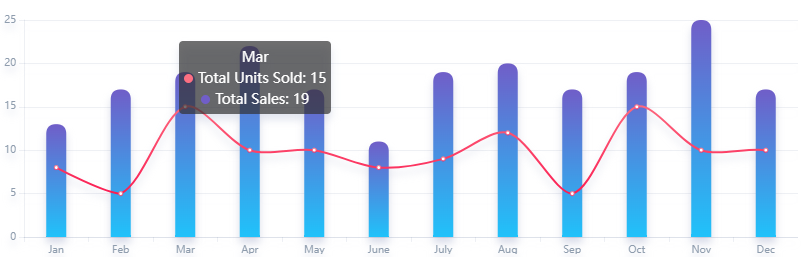 25
20
15
10
5
0
Mar
Total Units Sold: 15
Total Sales: 19
Jan Feb Mar Apr May June July Aug Sep Oct Nov Dec